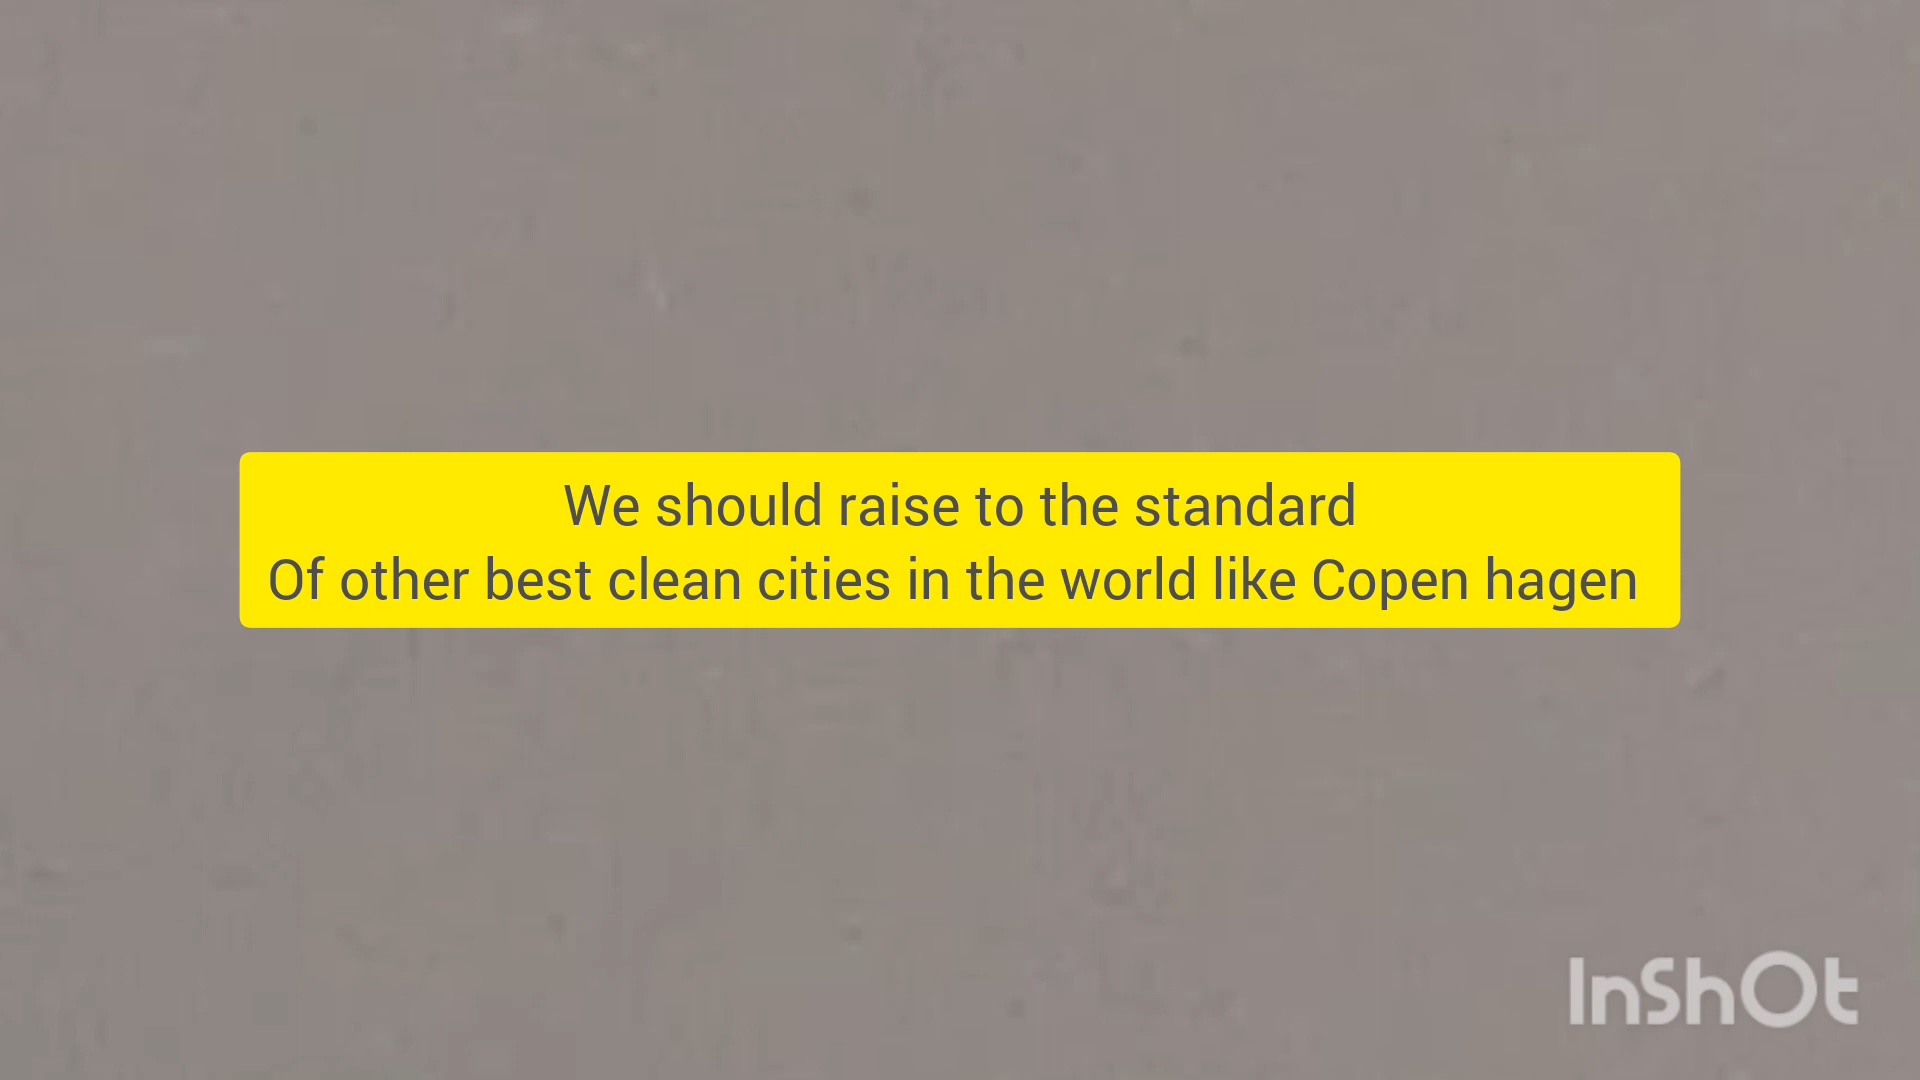 We should raise to the standard
Of other best clean cities in the world like Copen hagen
InShOt